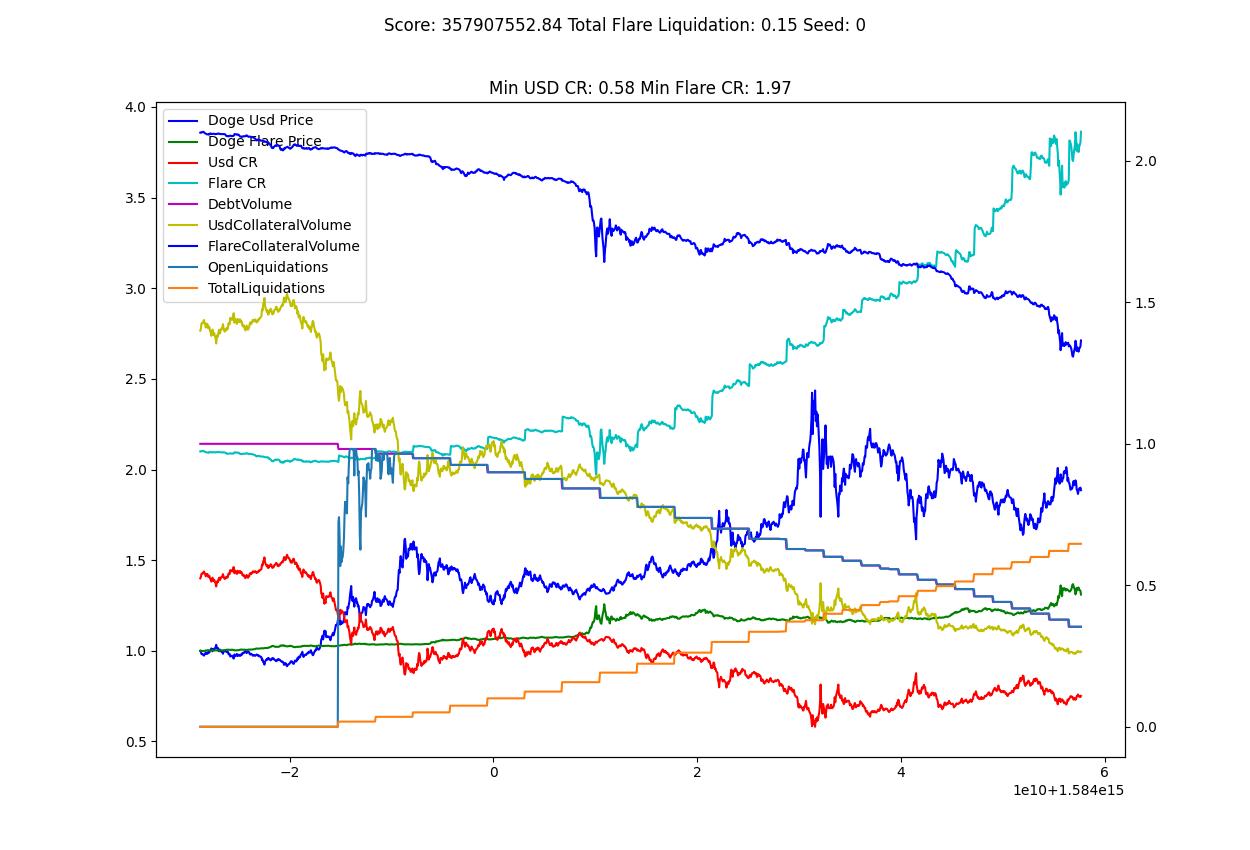 Score: 357907552.84 Total Flare Liquidation: 0.15 Seed: 0
Min USD CR: 0.58 Min Flare CR: 1.97
Doge Usd Price
Doge Flare Price
Usd CR
Flare CR
DebtVolume
UsdCollateralVolume
FlareCollateralVolume
OpenLiquidations
TotalLiquidations
4.0
3.5
3.0
2.5
2.0
1.5
1.0
0.5
2.0
1.5
1.0
0.5
0.0
−2 0 2 4 6
1e10+1.584e15